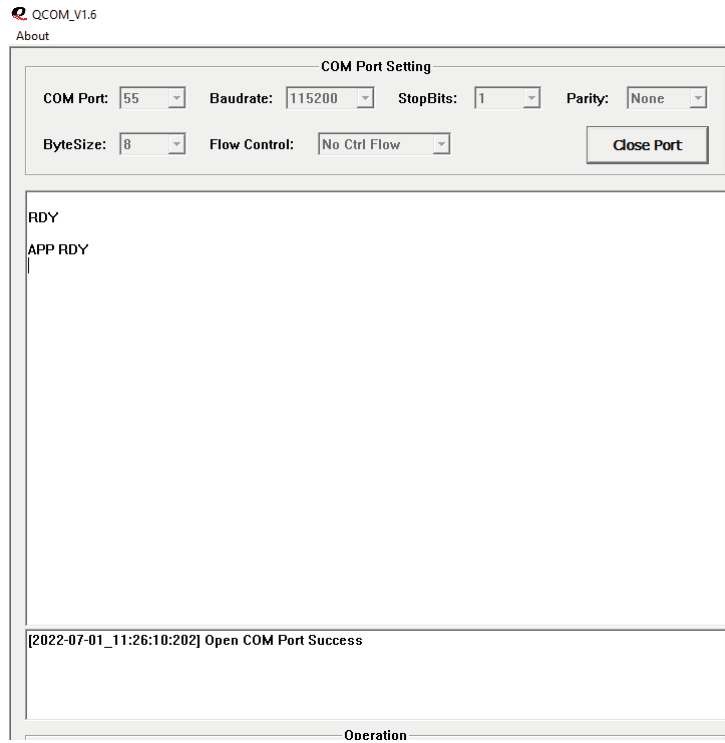 QCOM_V1.6
About
COM Port Setting
COM Port: 55 Baudrate: 115200 StopBits: 1 Parity: None
ByteSize: 8 Flow Control: No Ctrl Flow Close Port
RDY
APP RDY
[2022-07-01_11:26:10:202] Open COM Port Success
Operation